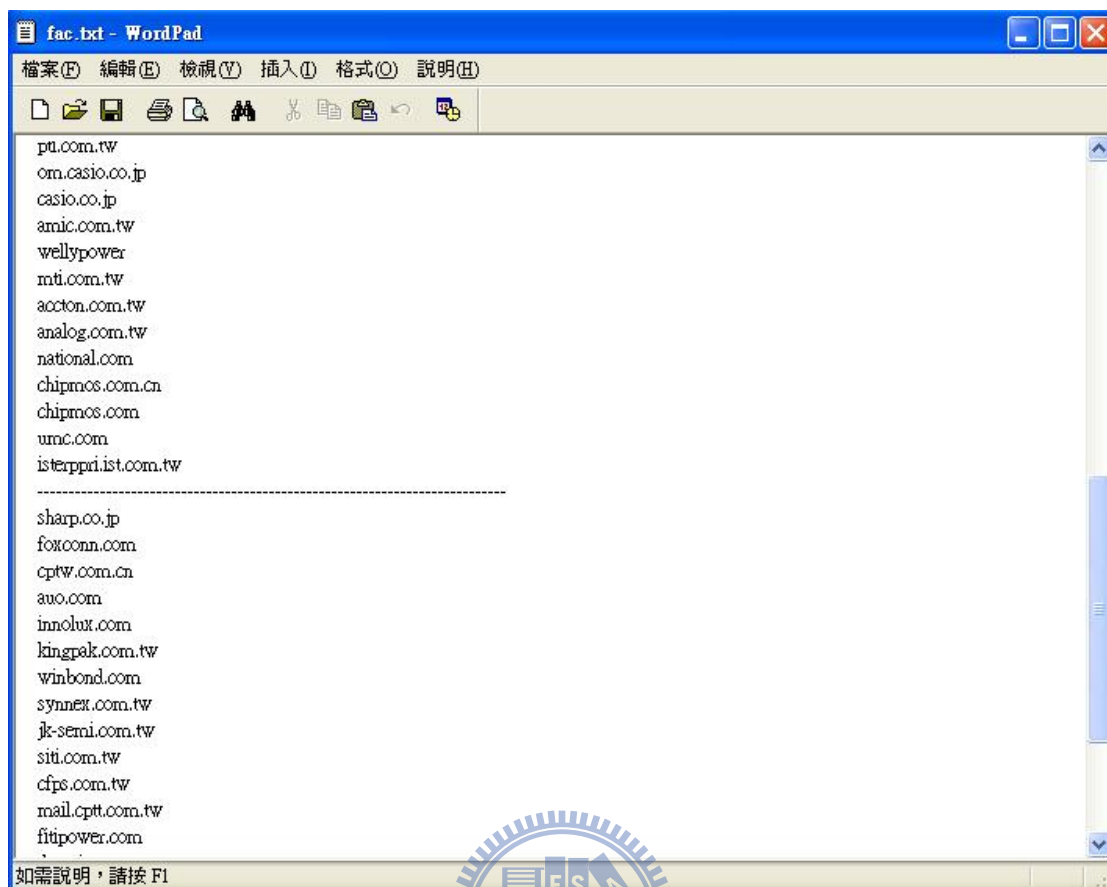 fac.txt - WordPad
檔案(F) 編輯(E) 檢視(V) 插入(I) 格式(O) 說明(H)
pti.com.tw
om.casio.co.jp
casio.co.jp
amic.com.tw
wellypower
mti.com.tw
accton.com.tw
analog.com.tw
national.com
chipmos.com.cn
chipmos.com
umc.com
isterppri.ist.com.tw
---------------------------------------------------------------------------
sharp.co.jp
foxconn.com
cptw.com.cn
auo.com
innolux.com
kingpak.com.tw
winbond.com
synnex.com.tw
jk-semi.com.tw
siti.com.tw
cfps.com.tw
mail.cptt.com.tw
fitipower.com
如需說明，請按 F1